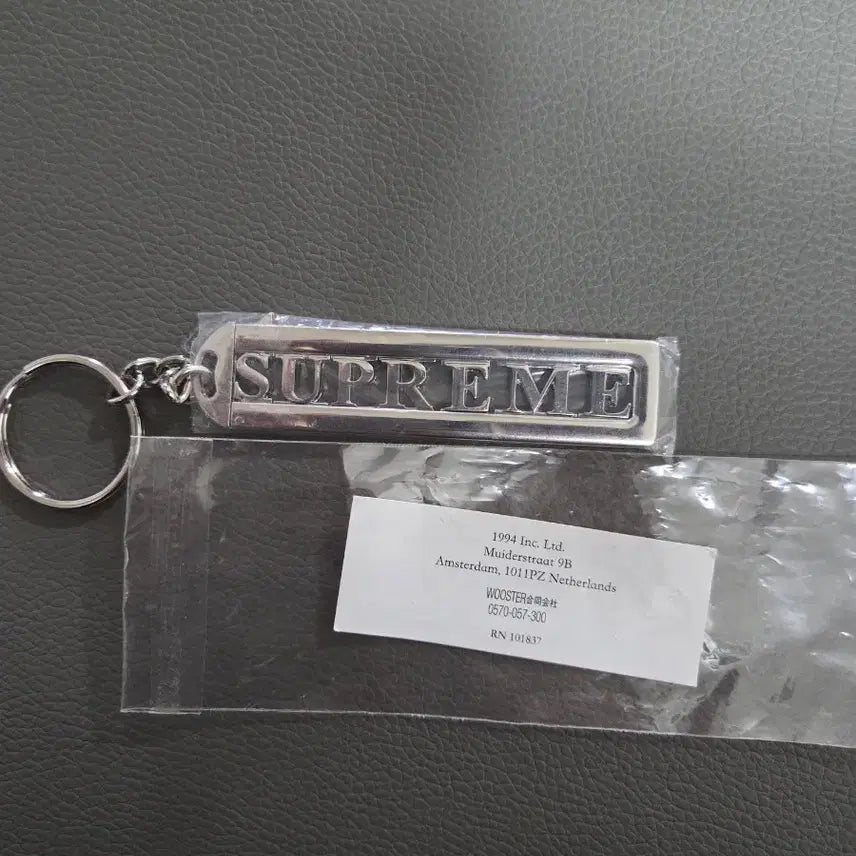 SUPREME
1994 Inc. Ltd.
Muiderstraat 9B
Amsterdam, 1011PZ Netherlands
WOOSTER合同会社
0570-057-300
RN 101837